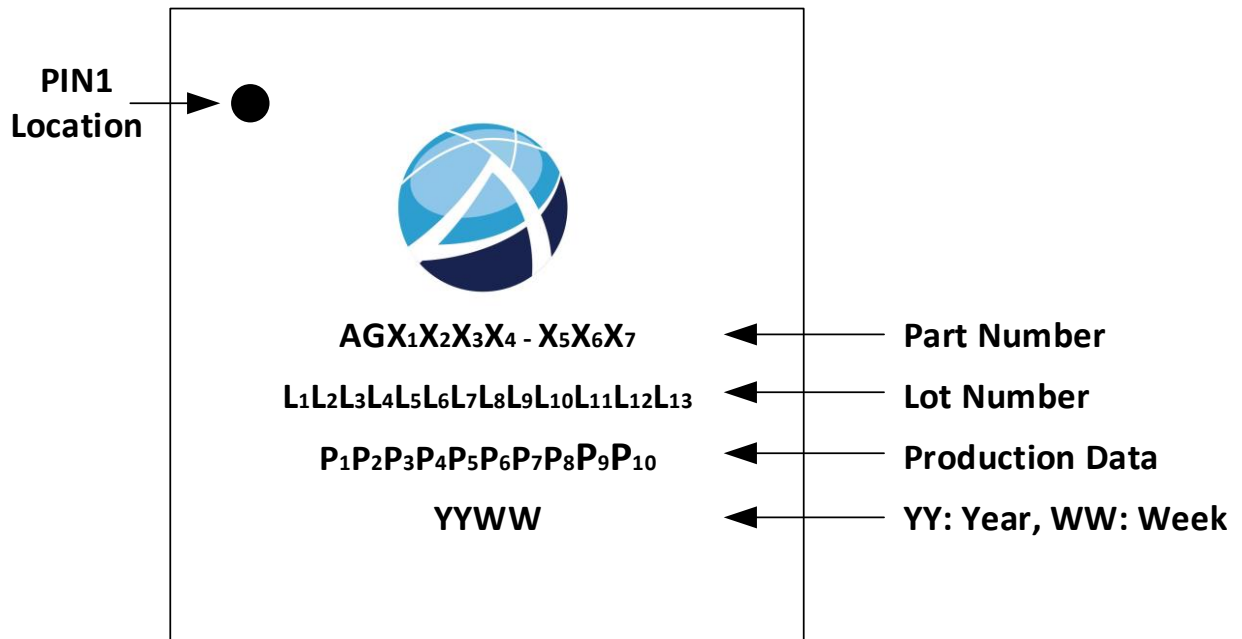 PIN1
Location
AGX₁X₂X₃X₄ - X₅X₆X₇
Part Number
L₁L₂L₃L₄L₅L₆L₇L₈L₉L₁₀L₁₁L₁₂L₁₃
Lot Number
P₁P₂P₃P₄P₅P₆P₇P₈P₉P₁₀
Production Data
YYWW
YY: Year, WW: Week